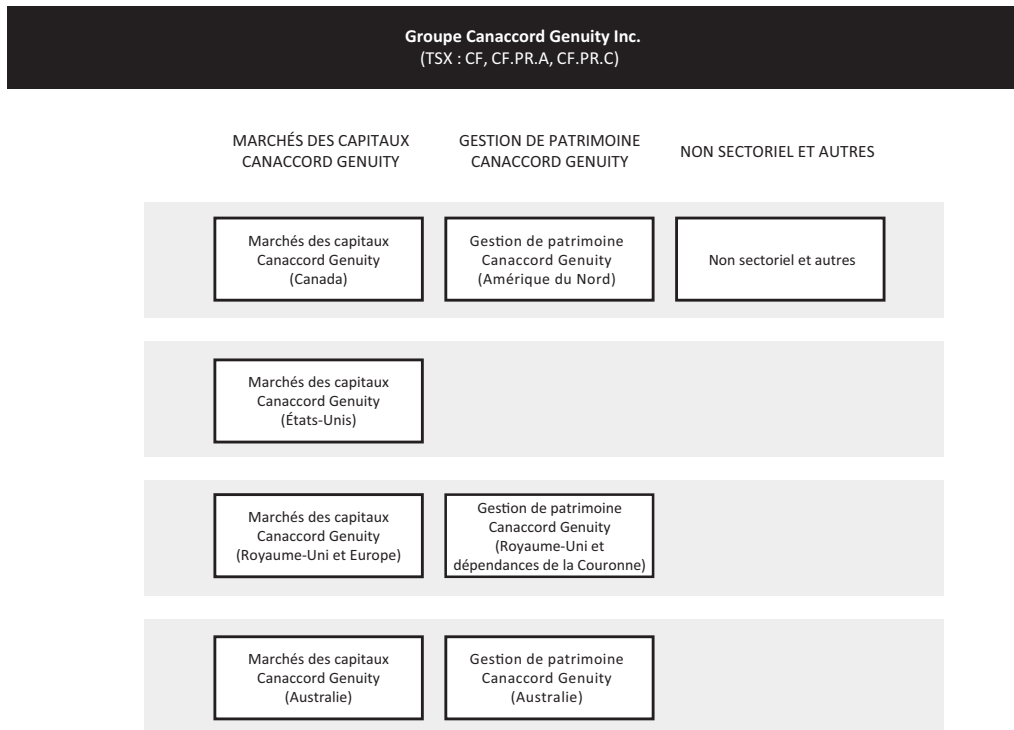 Groupe Canaccord Genuity Inc.
(TSX : CF, CF.PR.A, CF.PR.C)
MARCHÉS DES CAPITAUX
CANACCORD GENUITY
GESTION DE PATRIMOINE
CANACCORD GENUITY
NON SECTORIEL ET AUTRES
Marchés des capitaux
Canaccord Genuity
(Canada)
Gestion de patrimoine
Canaccord Genuity
(Amérique du Nord)
Non sectoriel et autres
Marchés des capitaux
Canaccord Genuity
(États-Unis)
Marchés des capitaux
Canaccord Genuity
(Royaume-Uni et Europe)
Gestion de patrimoine
Canaccord Genuity
(Royaume-Uni et
dépendances de la Couronne)
Marchés des capitaux
Canaccord Genuity
(Australie)
Gestion de patrimoine
Canaccord Genuity
(Australie)